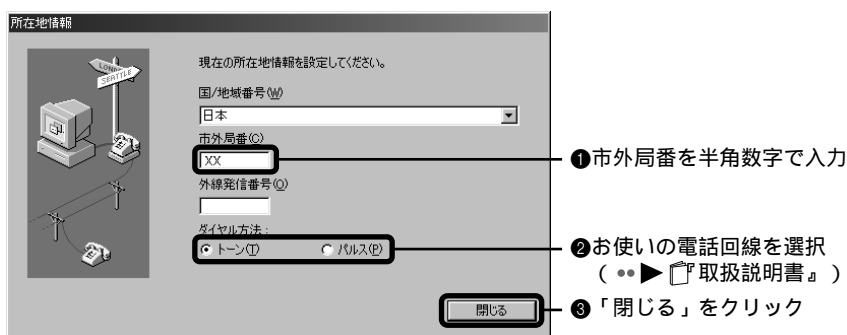 所在地情報
LONDON
SEATTLE
現在の所在地情報を設定してください。
国/地域番号(W)
日本
市外局番(C)
XX
❶市外局番を半角数字で入力
外線発信番号(O)
ダイヤル方法:
トーン(T) パルス(P)
❷お使いの電話回線を選択
(••▶『取扱説明書』)
閉じる
❸「閉じる」をクリック